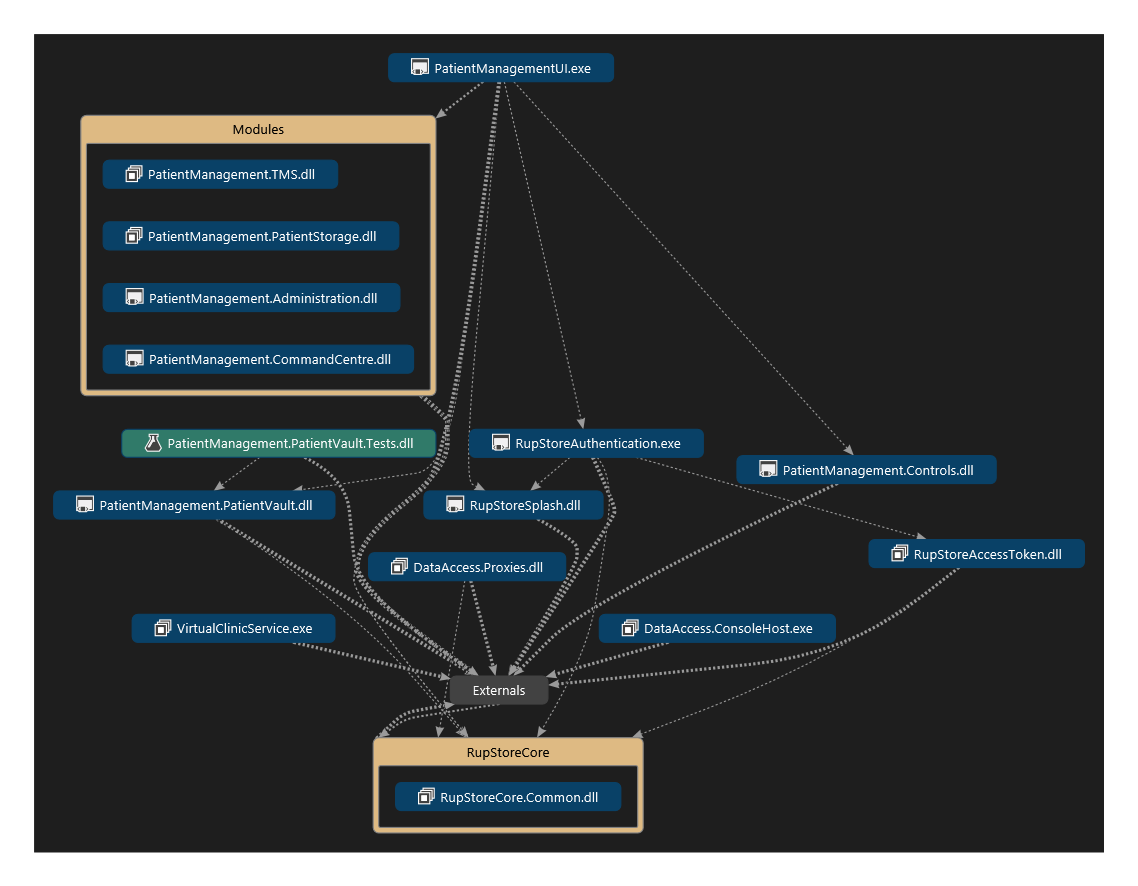 PatientManagementUI.exe
Modules
PatientManagement.TMS.dll
PatientManagement.PatientStorage.dll
PatientManagement.Administration.dll
PatientManagement.CommandCentre.dll
PatientManagement.PatientVault.Tests.dll
RupStoreAuthentication.exe
PatientManagement.Controls.dll
PatientManagement.PatientVault.dll
RupStoreSplash.dll
RupStoreAccessToken.dll
DataAccess.Proxies.dll
VirtualClinicService.exe
DataAccess.ConsoleHost.exe
Externals
RupStoreCore
RupStoreCore.Common.dll